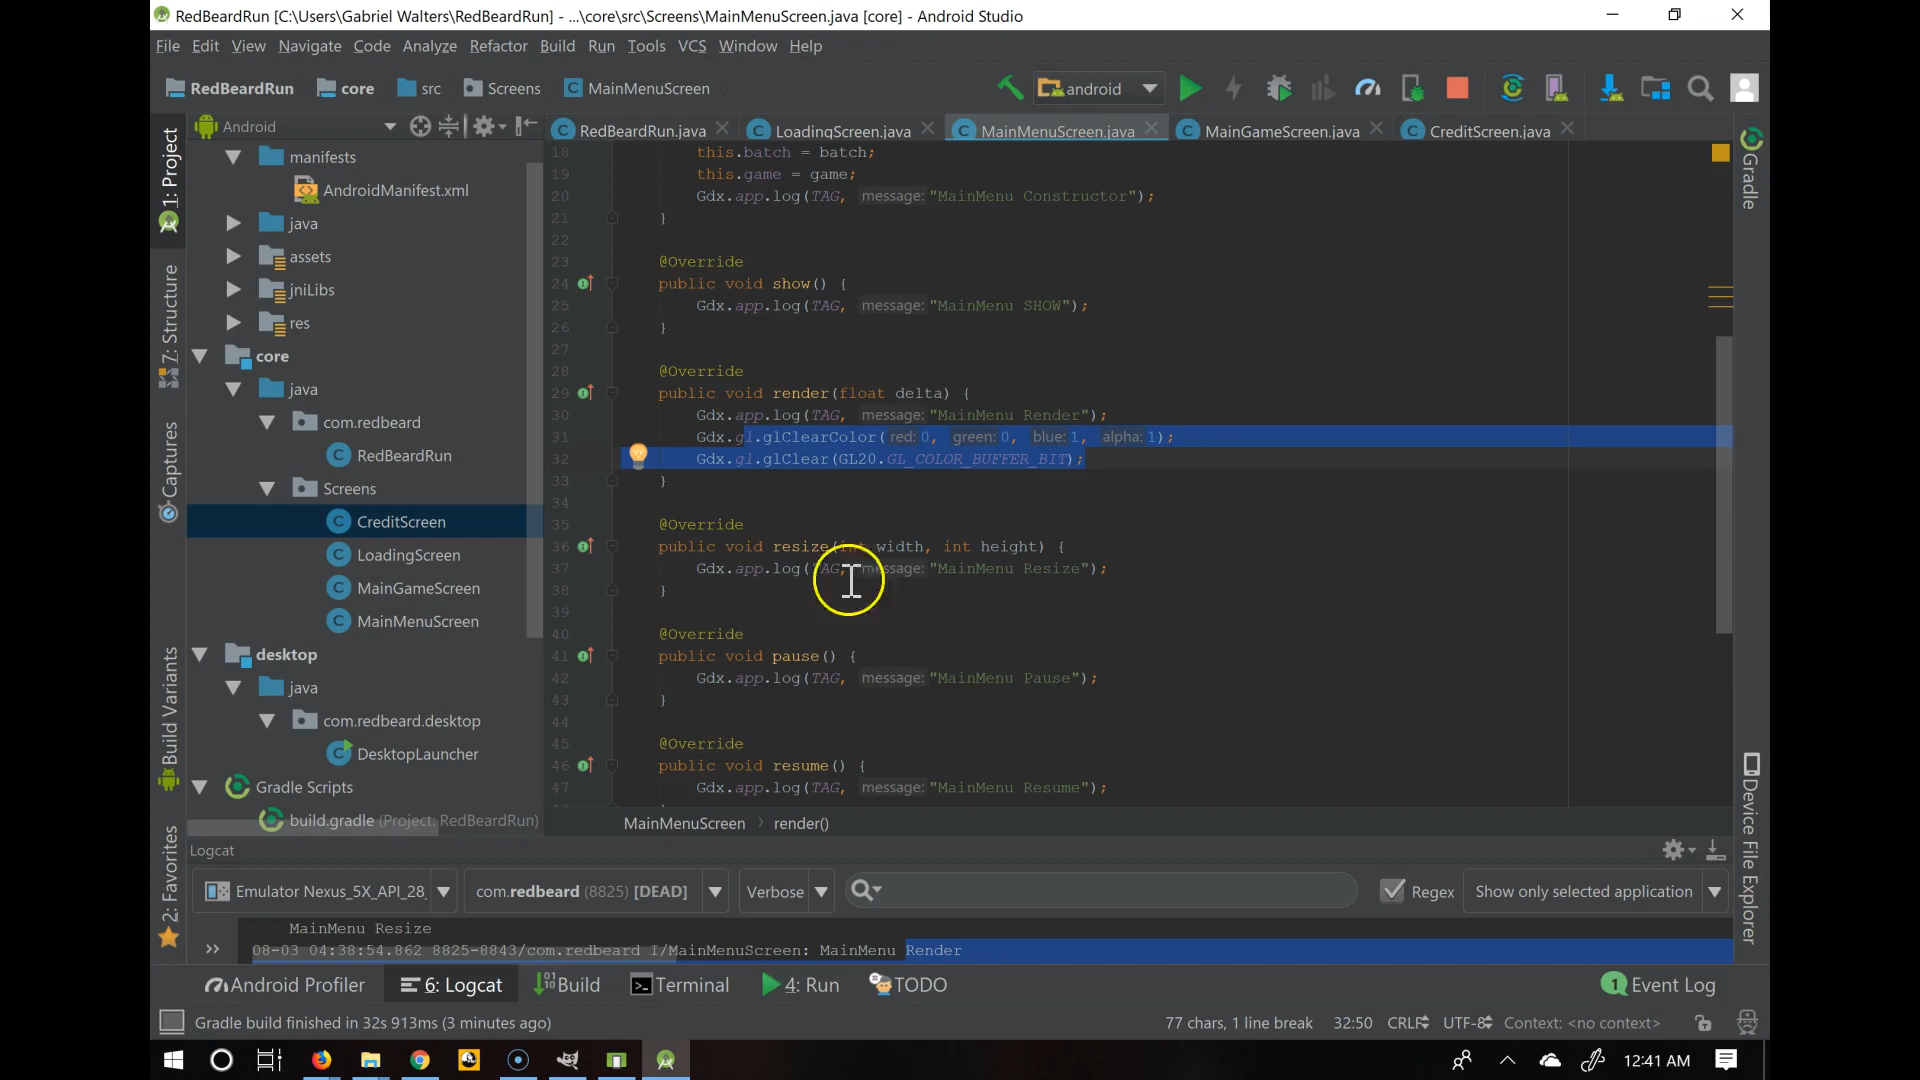 RedBeardRun [C:\Users\Gabriel Walters\RedBeardRun] - ...\core\src\Screens\MainMenuScreen.java [core] - Android Studio
File Edit View Navigate Code Analyze Refactor Build Run Tools VCS Window Help
RedBeardRun core src Screens C MainMenuScreen
android
Android
C RedBeardRun.java C LoadingScreen.java C MainMenuScreen.java C MainGameScreen.java C CreditScreen.java
1: Project
7: Structure
Captures
Build Variants
2: Favorites
manifests
AndroidManifest.xml
java
assets
jniLibs
res
core
java
com.redbeard
C RedBeardRun
Screens
C CreditScreen
C LoadingScreen
C MainGameScreen
C MainMenuScreen
desktop
java
com.redbeard.desktop
C DesktopLauncher
Gradle Scripts
build.gradle (Project: RedBeardRun)
18 this.batch = batch;
19 this.game = game;
20 Gdx.app.log(TAG, message: "MainMenu Constructor");
21 }
22
23 @Override
24 public void show() {
25 Gdx.app.log(TAG, message: "MainMenu SHOW");
26 }
27
28 @Override
29 public void render(float delta) {
30 Gdx.app.log(TAG, message: "MainMenu Render");
31 Gdx.gl.glClearColor( red: 0, green: 0, blue: 1, alpha: 1);
32 Gdx.gl.glClear(GL20.GL_COLOR_BUFFER_BIT);
33 }
34
35 @Override
36 public void resize(int width, int height) {
37 Gdx.app.log(TAG, message: "MainMenu Resize");
38 }
39
40 @Override
41 public void pause() {
42 Gdx.app.log(TAG, message: "MainMenu Pause");
43 }
44
45 @Override
46 public void resume() {
47 Gdx.app.log(TAG, message: "MainMenu Resume");
MainMenuScreen > render()
Gradle
Device File Explorer
Logcat
Emulator Nexus_5X_API_28 com.redbeard (8825) [DEAD] Verbose Regex Show only selected application
MainMenu Resize
08-03 04:38:54.862 8825-8843/com.redbeard I/MainMenuScreen: MainMenu Render
Android Profiler 6: Logcat Build Terminal 4: Run TODO 1 Event Log
Gradle build finished in 32s 913ms (3 minutes ago) 77 chars, 1 line break 32:50 CRLF UTF-8 Context: <no context>
12:41 AM